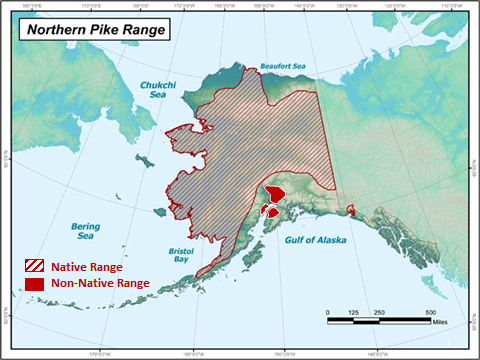 Northern Pike Range
Beaufort Sea
Chukchi
Sea
Bering
Sea
Bristol
Bay
Gulf of Alaska
Native Range
Non-Native Range
0 125 250 500
Miles